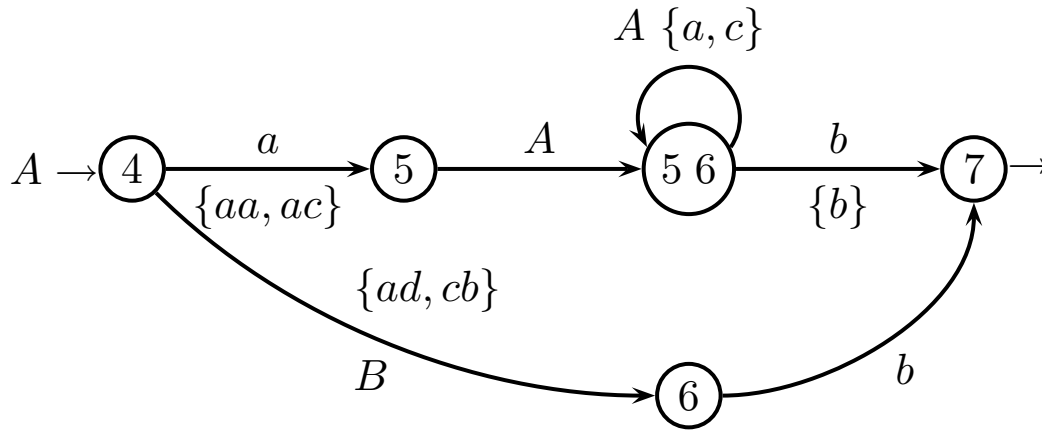 A {a, c}
a
A
b
A → 4
5
5 6
7 →
{aa, ac}
{b}
{ad, cb}
B
b
6